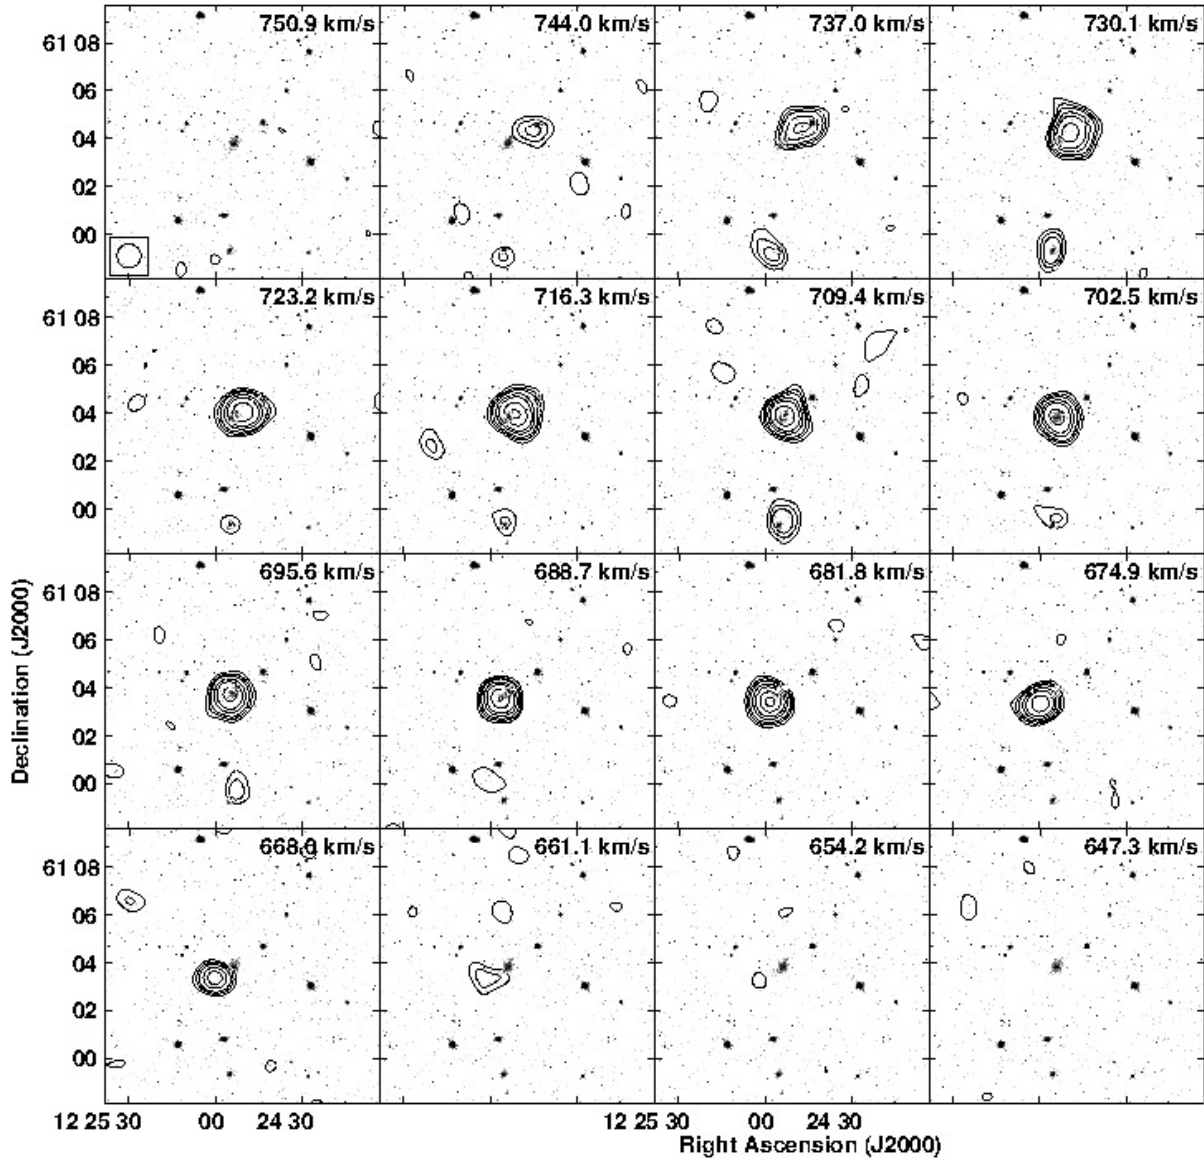 750.9 km/s 744.0 km/s 737.0 km/s 730.1 km/s
61 08
06
04
02
00
723.2 km/s 716.3 km/s 709.4 km/s 702.5 km/s
61 08
06
04
02
00
695.6 km/s 688.7 km/s 681.8 km/s 674.9 km/s
61 08
06
04
02
00
668.0 km/s 661.1 km/s 654.2 km/s 647.3 km/s
61 08
06
04
02
00
Declination (J2000)
12 25 30 00 24 30 12 25 30 00 24 30
Right Ascension (J2000)